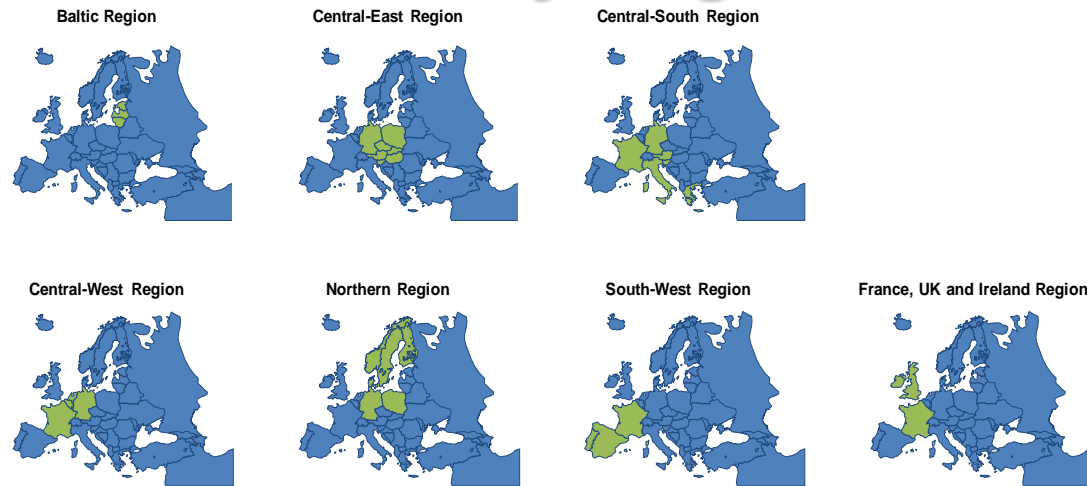 Baltic Region
Central-East Region
Central-South Region
Central-West Region
Northern Region
South-West Region
France, UK and Ireland Region